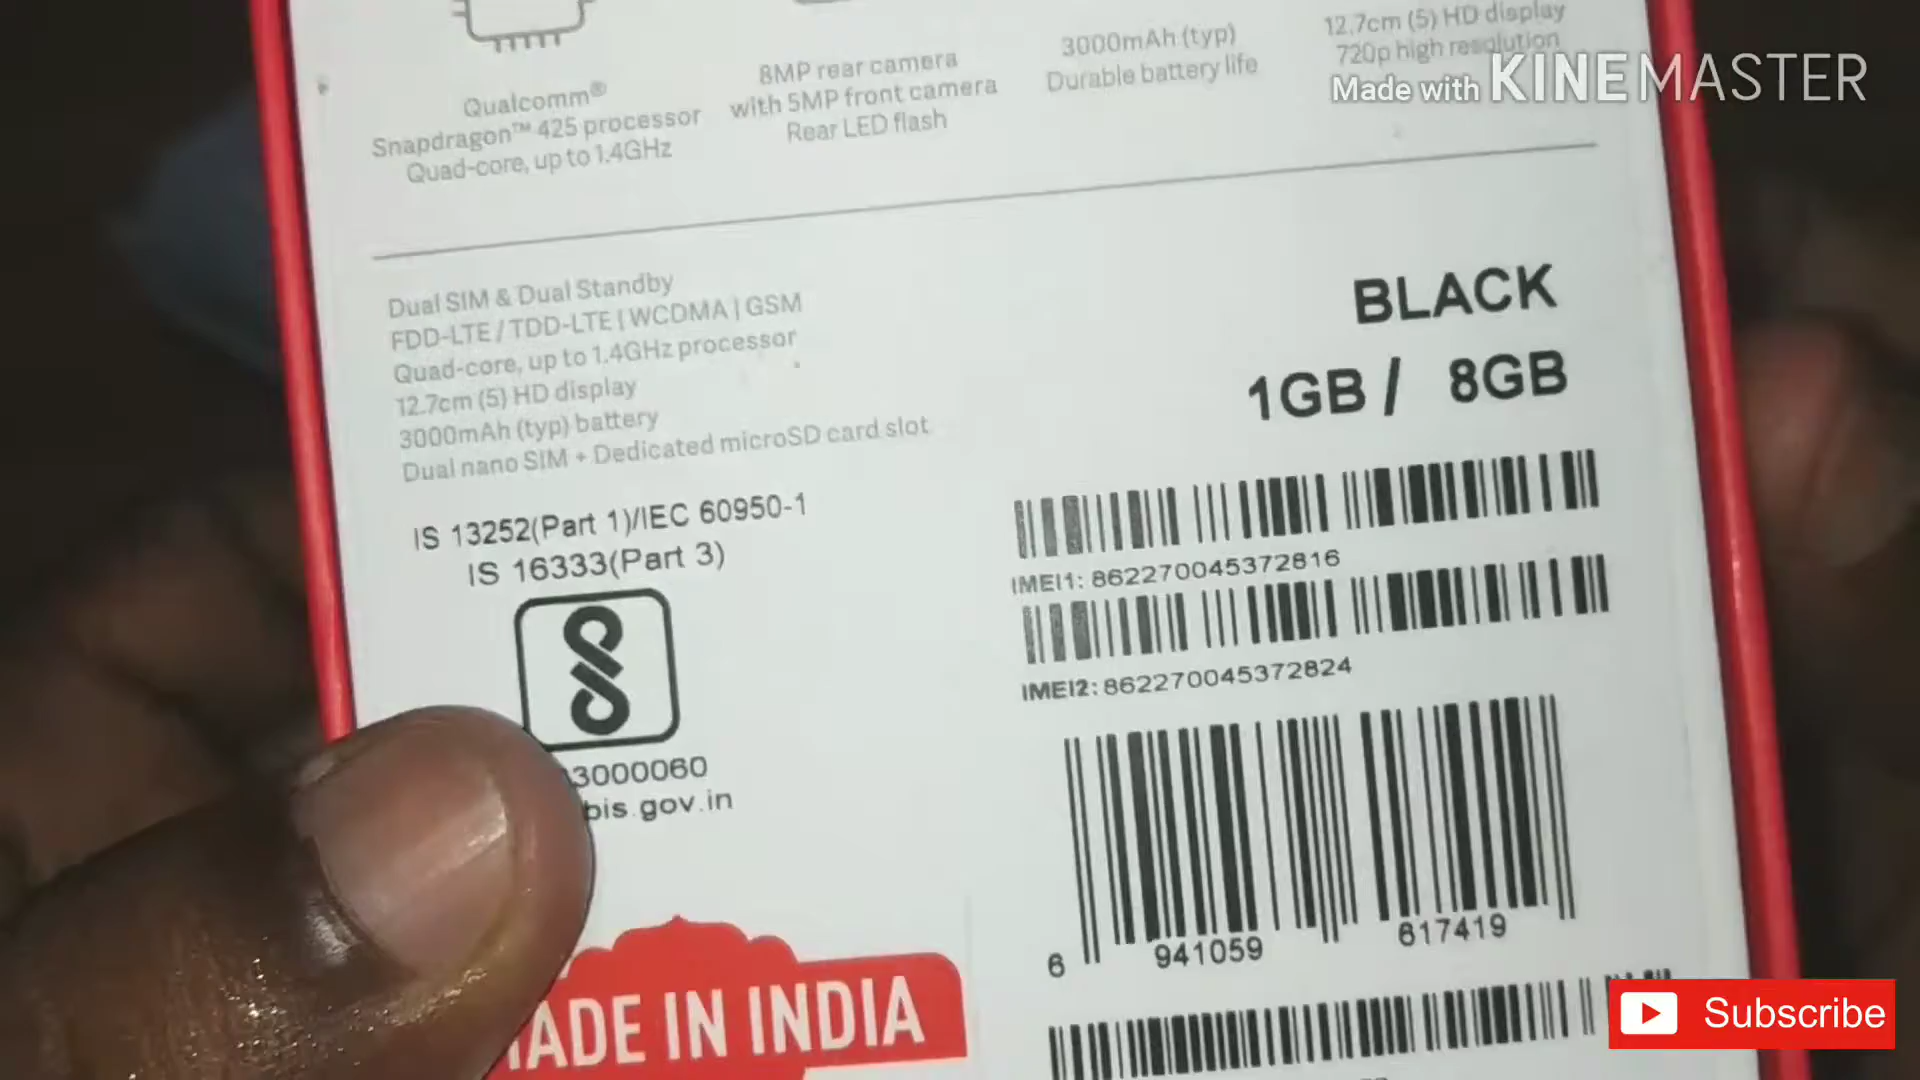 Qualcomm®
Snapdragon™ 425 processor
Quad-core, up to 1.4GHz
8MP rear camera
with 5MP front camera
Rear LED flash
3000mAh (typ)
Durable battery life
12.7cm (5) HD display
720p high resolution
Made with KINEMASTER
Dual SIM & Dual Standby
FDD-LTE / TDD-LTE | WCDMA | GSM
Quad-core, up to 1.4GHz processor
12.7cm (5) HD display
3000mAh (typ) battery
Dual nano SIM + Dedicated microSD card slot
BLACK
1GB / 8GB
IS 13252(Part 1)/IEC 60950-1
IS 16333(Part 3)
IMEI1: 862270045372816
IMEI2: 862270045372824
3000060
bis.gov.in
6 941059 617419
ADE IN INDIA
Subscribe